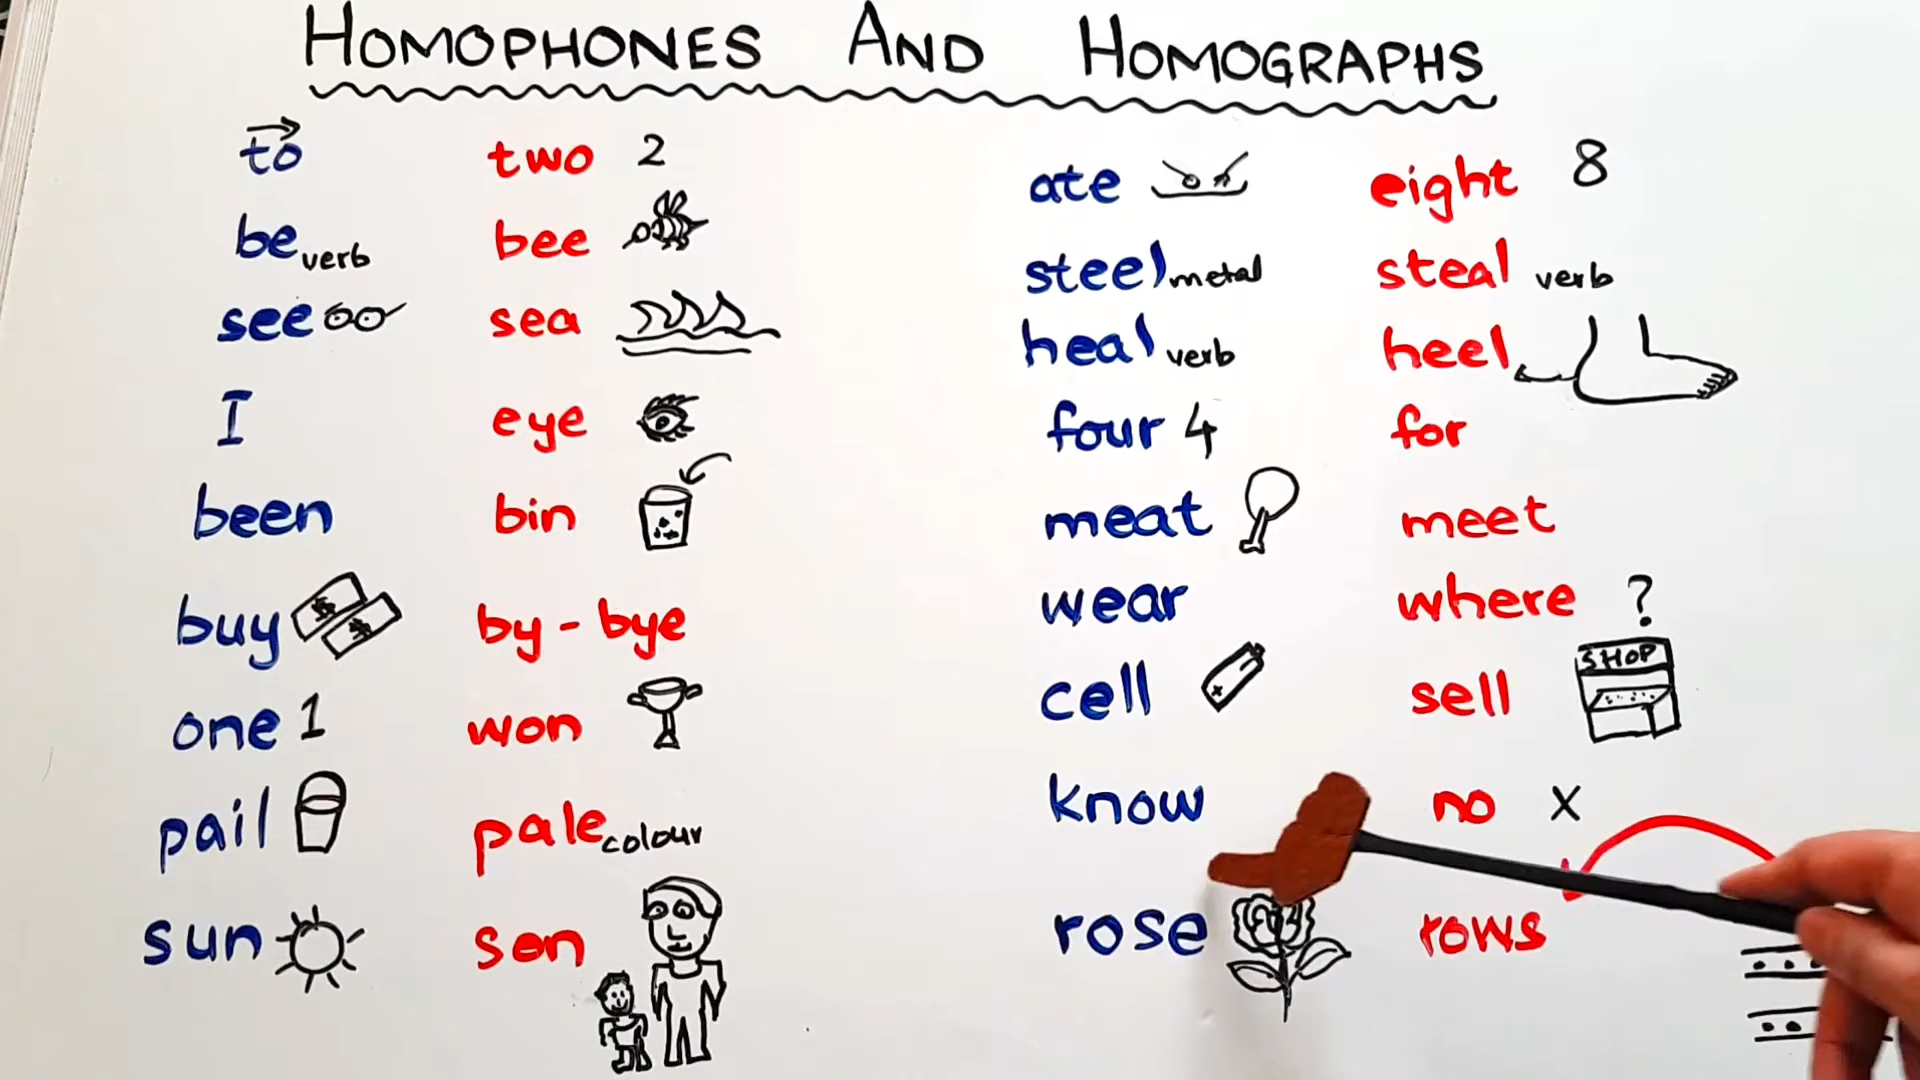 HOMOPHONES AND HOMOGRAPHS
to two 2
be verb bee
see sea
I eye
been bin
buy $ $ by - bye
one 1 won
pail pale colour
sun son
ate eight 8
steel metal steal verb
heal verb heel
four 4 for
meat meet
wear where ?
cell + sell SHOP
know no x
rose rows